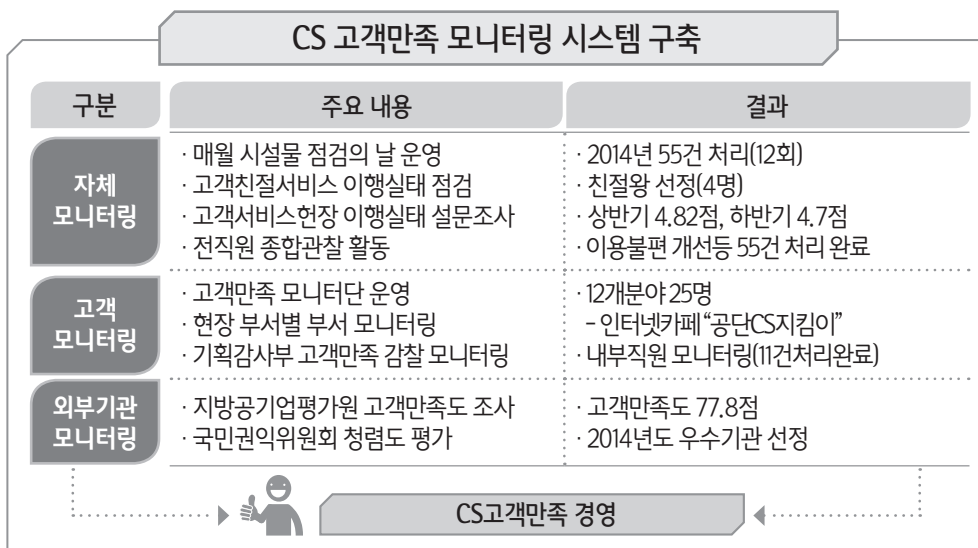 CS 고객만족 모니터링 시스템 구축
구분
주요 내용
결과
자체
모니터링
· 매월 시설물 점검의 날 운영
· 고객친절서비스 이행실태 점검
· 고객서비스헌장 이행실태 설문조사
· 전직원 종합관찰 활동
· 2014년 55건 처리(12회)
· 친절왕 선정(4명)
· 상반기 4.82점, 하반기 4.7점
· 이용불편 개선등 55건 처리 완료
고객
모니터링
· 고객만족 모니터단 운영
· 현장 부서별 부서 모니터링
· 기획감사부 고객만족 감찰 모니터링
· 12개분야 25명
- 인터넷카페 “공단CS지킴이”
· 내부직원 모니터링(11건처리완료)
외부기관
모니터링
· 지방공기업평가원 고객만족도 조사
· 국민권익위원회 청렴도 평가
· 고객만족도 77.8점
· 2014년도 우수기관 선정
CS고객만족 경영